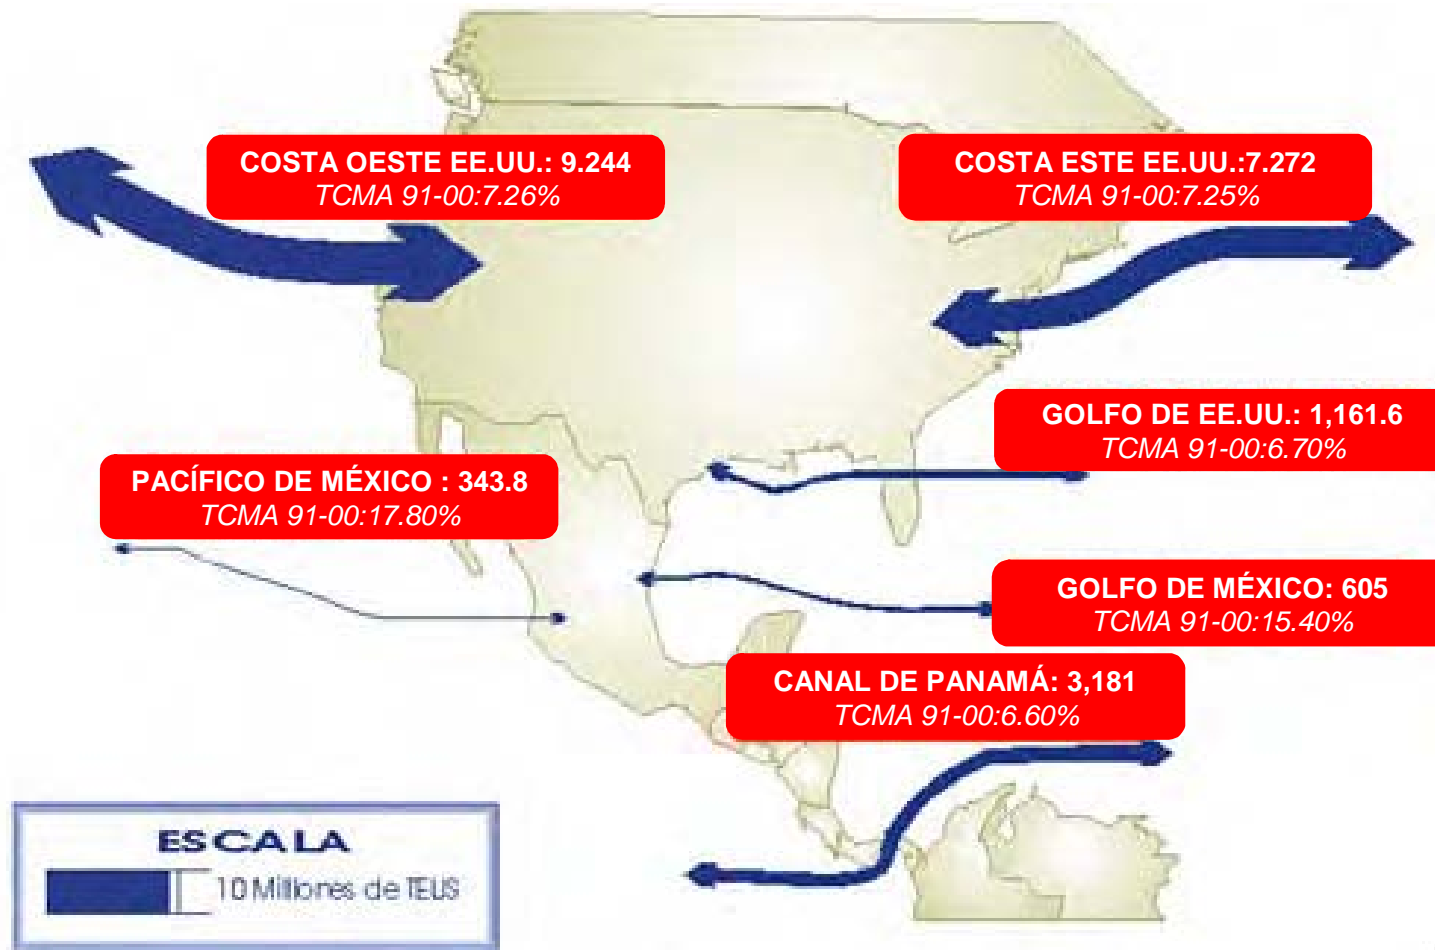 COSTA OESTE EE.UU.: 9.244
TCMA 91-00:7.26%
COSTA ESTE EE.UU.:7.272
TCMA 91-00:7.25%
GOLFO DE EE.UU.: 1,161.6
TCMA 91-00:6.70%
PACÍFICO DE MÉXICO : 343.8
TCMA 91-00:17.80%
GOLFO DE MÉXICO: 605
TCMA 91-00:15.40%
CANAL DE PANAMÁ: 3,181
TCMA 91-00:6.60%
ESCALA
10 Millones de TEUS